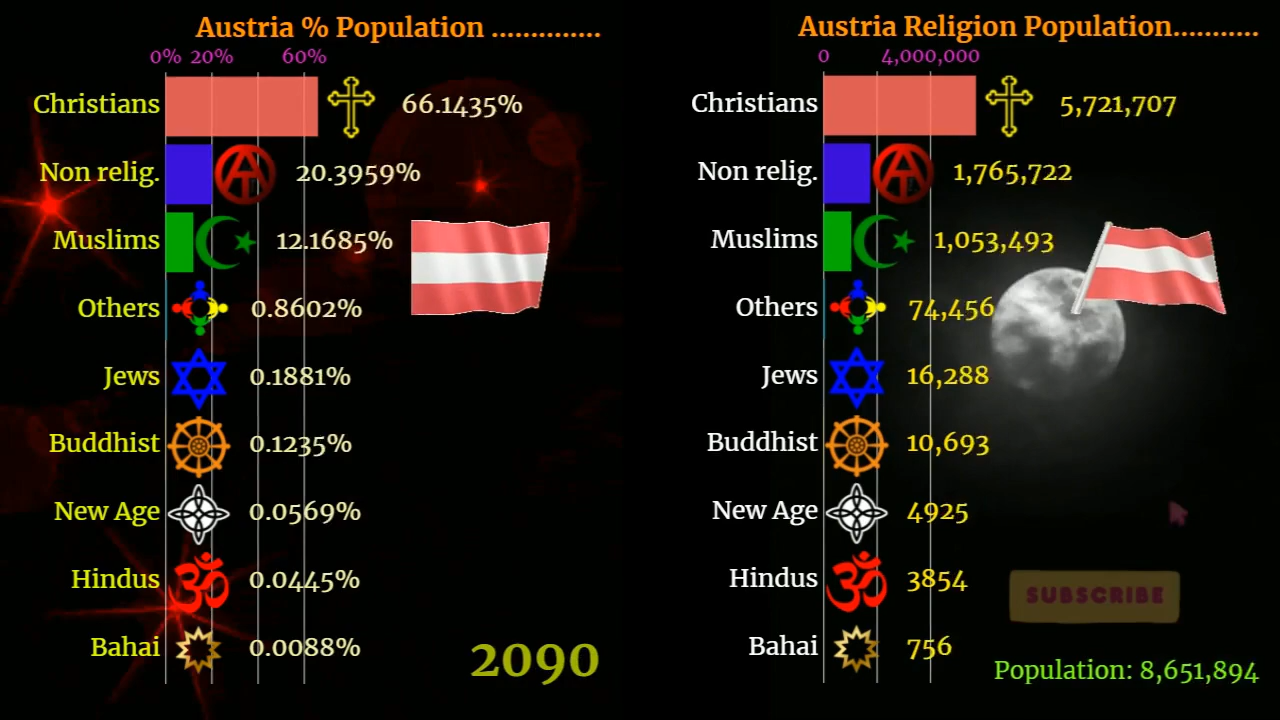 Austria % Population ..............
0% 20% 60%
Christians 66.1435%
Non relig. 20.3959%
Muslims 12.1685%
Others 0.8602%
Jews 0.1881%
Buddhist 0.1235%
New Age 0.0569%
Hindus 0.0445%
Bahai 0.0088%
2090
Austria Religion Population...........
0 4,000,000
Christians 5,721,707
Non relig. 1,765,722
Muslims 1,053,493
Others 74,456
Jews 16,288
Buddhist 10,693
New Age 4925
Hindus 3854
Bahai 756
SUBSCRIBE
Population: 8,651,894